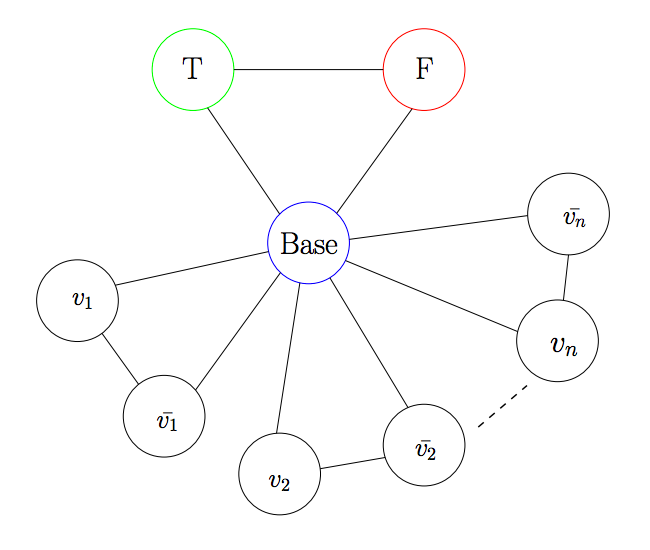 T F
Base
v̄ₙ
v₁
vₙ
v̄₁
v̄₂
v₂